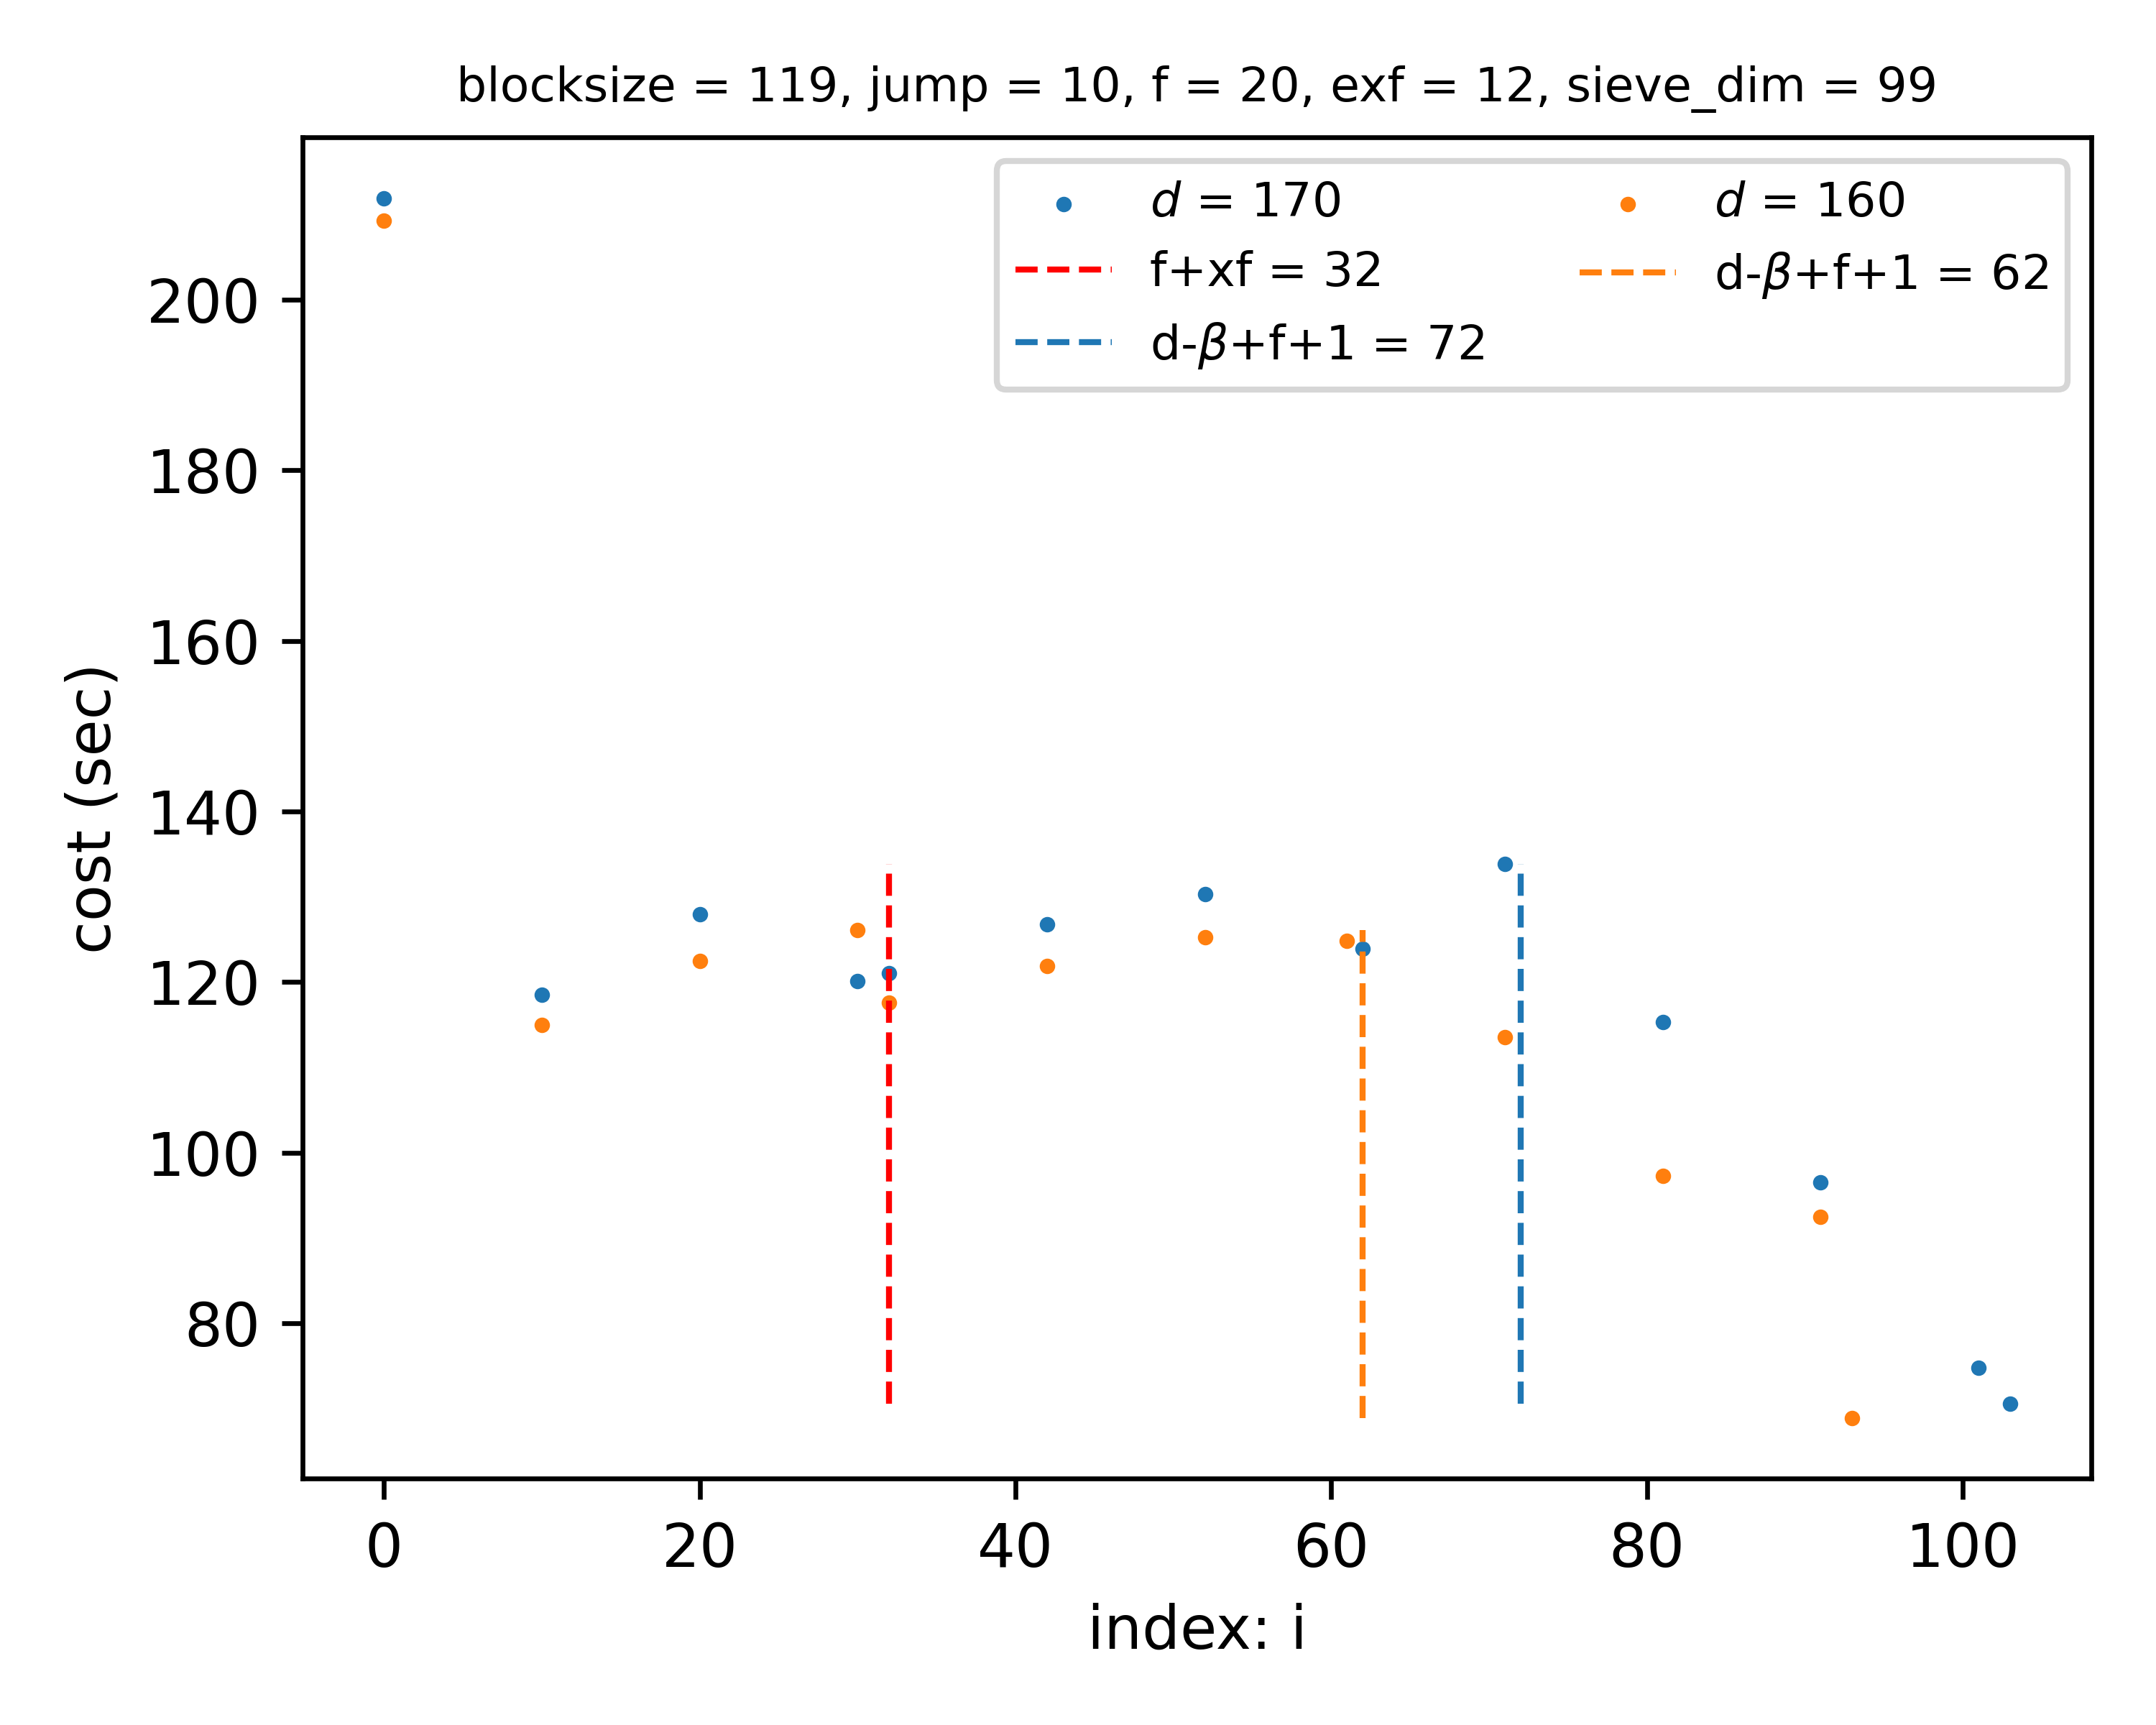 blocksize = 119, jump = 10, f = 20, exf = 12, sieve_dim = 99
d = 170
f+xf = 32
d-β+f+1 = 72
d = 160
d-β+f+1 = 62
cost (sec)
200
180
160
140
120
100
80
0 20 40 60 80 100
index: i